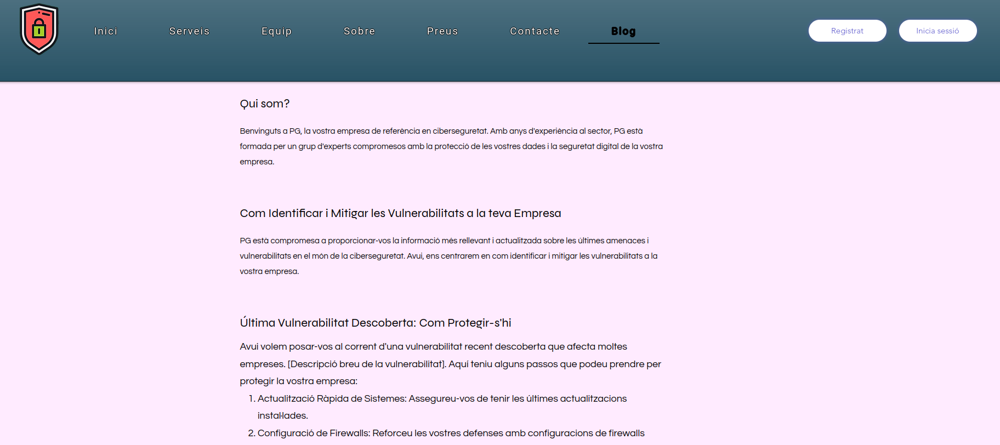 Inici
Serveis
Equip
Sobre
Preus
Contacte
Blog
Registrat
Inicia sessió
Qui som?
Benvinguts a PG, la vostra empresa de referència en ciberseguretat. Amb anys d'experiència al sector, PG està
formada per un grup d'experts compromesos amb la protecció de les vostres dades i la seguretat digital de la vostra
empresa.
Com Identificar i Mitigar les Vulnerabilitats a la teva Empresa
PG està compromesa a proporcionar-vos la informació més rellevant i actualitzada sobre les últimes amenaces i
vulnerabilitats en el món de la ciberseguretat. Avui, ens centrarem en com identificar i mitigar les vulnerabilitats a la
vostra empresa.
Última Vulnerabilitat Descoberta: Com Protegir-s'hi
Avui volem posar-vos al corrent d'una vulnerabilitat recent descoberta que afecta moltes
empreses. [Descripció breu de la vulnerabilitat]. Aquí teniu alguns passos que podeu prendre per
protegir la vostra empresa:
1. Actualització Ràpida de Sistemes: Assegureu-vos de tenir les últimes actualitzacions
instal·lades.
2. Configuració de Firewalls: Reforceu les vostres defenses amb configuracions de firewalls